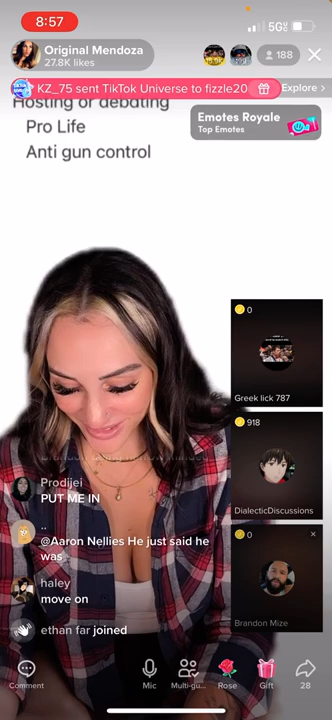 8:57
5G
Original Mendoza
27.8K likes
15.9K
188
KZ_75 sent TikTok Universe to fizzle20
Explore >
Hosting or debating
Pro Life
Anti gun control
Emotes Royale
Top Emotes
0
Greek lick 787
918
DialecticDiscussions
0
Brandon Mize
Prodijei
PUT ME IN
..
@Aaron Nellies He just said he
was
haley
move on
ethan far joined
Comment
Mic
Multi-gu...
Rose
Gift
28